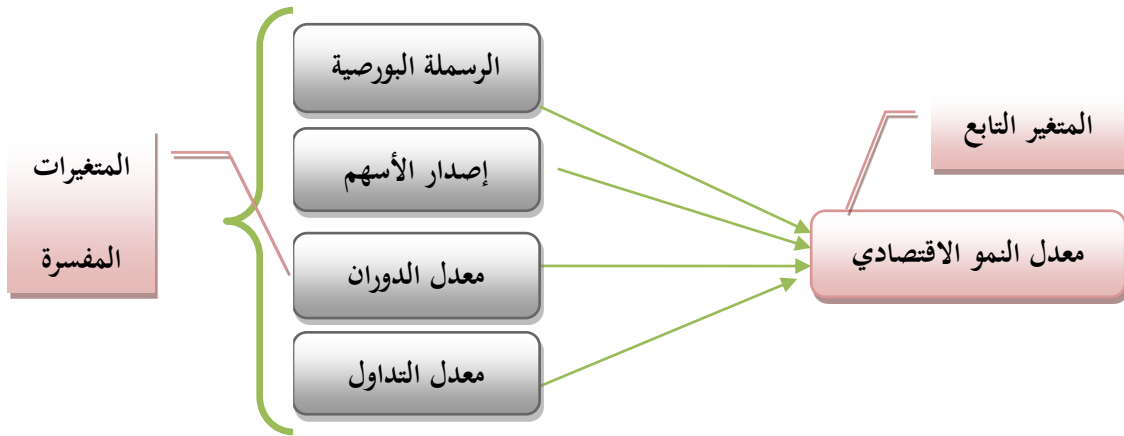 المتغير التابع
معدل النمو الاقتصادي
الرسملة البورصية
إصدار الأسهم
معدل الدوران
معدل التداول
المتغيرات
المفسرة